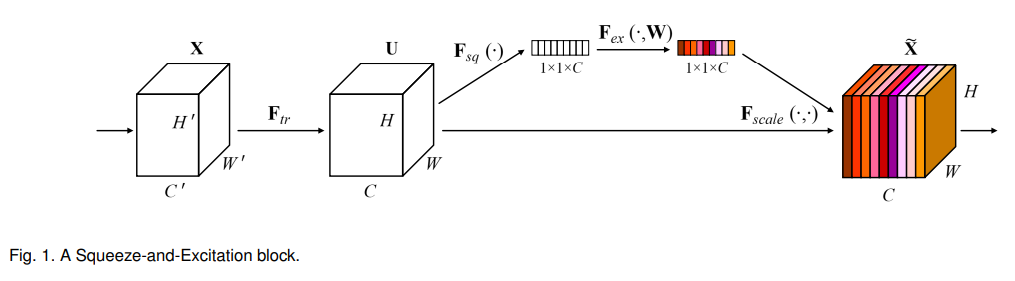 X
U
F_sq (·)
F_ex (·,W)
X̃
1×1×C
1×1×C
H'
F_tr
H
F_scale (·,·)
H
W'
W
W
C'
C
C
Fig. 1. A Squeeze-and-Excitation block.